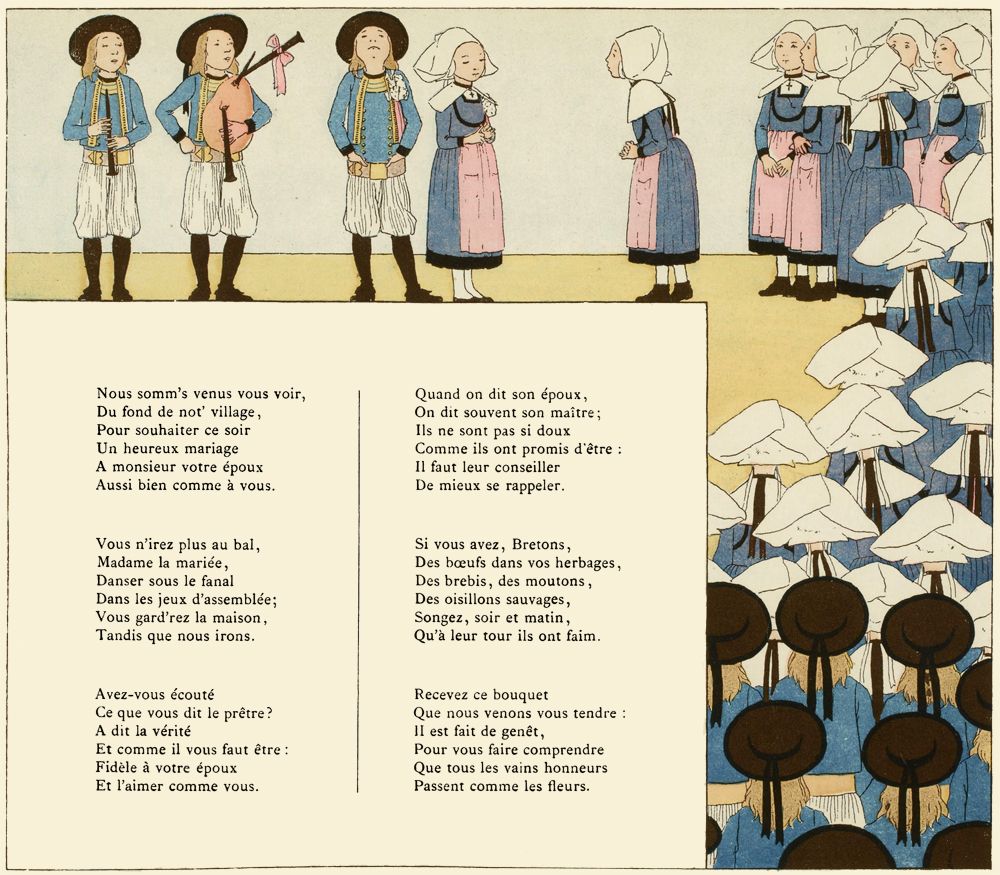 Nous somm's venus vous voir,
Du fond de not' village,
Pour souhaiter ce soir
Un heureux mariage
A monsieur votre époux
Aussi bien comme à vous.
Vous n'irez plus au bal,
Madame la mariée,
Danser sous le fanal
Dans les jeux d'assemblée;
Vous gard'rez la maison,
Tandis que nous irons.
Avez-vous écouté
Ce que vous dit le prêtre?
A dit la vérité
Et comme il vous faut être :
Fidèle à votre époux
Et l'aimer comme vous.
Quand on dit son époux,
On dit souvent son maître;
Ils ne sont pas si doux
Comme ils ont promis d'être :
Il faut leur conseiller
De mieux se rappeler.
Si vous avez, Bretons,
Des bœufs dans vos herbages,
Des brebis, des moutons,
Des oisillons sauvages,
Songez, soir et matin,
Qu'à leur tour ils ont faim.
Recevez ce bouquet
Que nous venons vous tendre :
Il est fait de genêt,
Pour vous faire comprendre
Que tous les vains honneurs
Passent comme les fleurs.